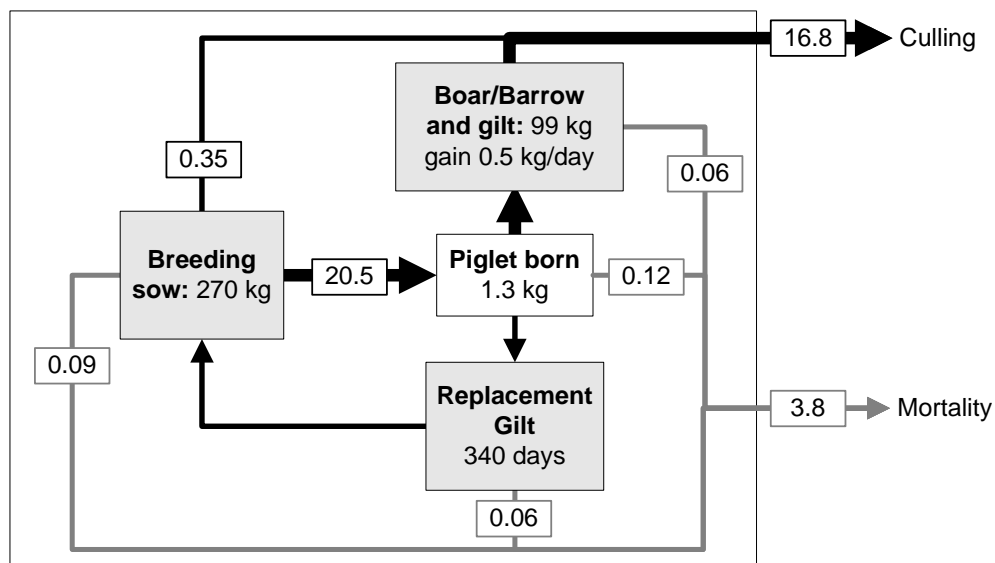 16.8
Culling
Boar/Barrow
and gilt: 99 kg
gain 0.5 kg/day
0.35
0.06
Breeding
sow: 270 kg
20.5
Piglet born
1.3 kg
0.12
0.09
Replacement
Gilt
340 days
3.8
Mortality
0.06